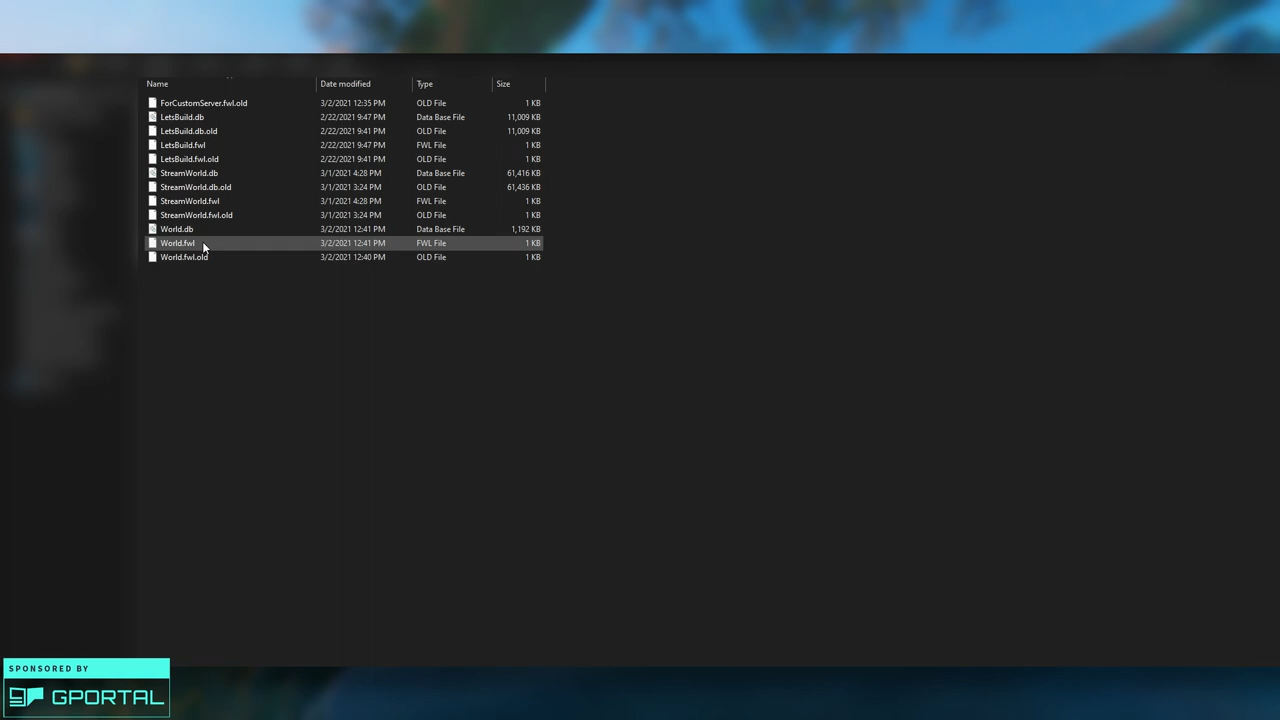 Name Date modified Type Size
ForCustomServer.fwl.old 3/2/2021 12:35 PM OLD File 1 KB
LetsBuild.db 2/22/2021 9:47 PM Data Base File 11,009 KB
LetsBuild.db.old 2/22/2021 9:41 PM OLD File 11,009 KB
LetsBuild.fwl 2/22/2021 9:47 PM FWL File 1 KB
LetsBuild.fwl.old 2/22/2021 9:41 PM OLD File 1 KB
StreamWorld.db 3/1/2021 4:28 PM Data Base File 61,416 KB
StreamWorld.db.old 3/1/2021 3:24 PM OLD File 61,436 KB
StreamWorld.fwl 3/1/2021 4:28 PM FWL File 1 KB
StreamWorld.fwl.old 3/1/2021 3:24 PM OLD File 1 KB
World.db 3/2/2021 12:41 PM Data Base File 1,192 KB
World.fwl 3/2/2021 12:41 PM FWL File 1 KB
World.fwl.old 3/2/2021 12:40 PM OLD File 1 KB
SPONSORED BY
GPORTAL